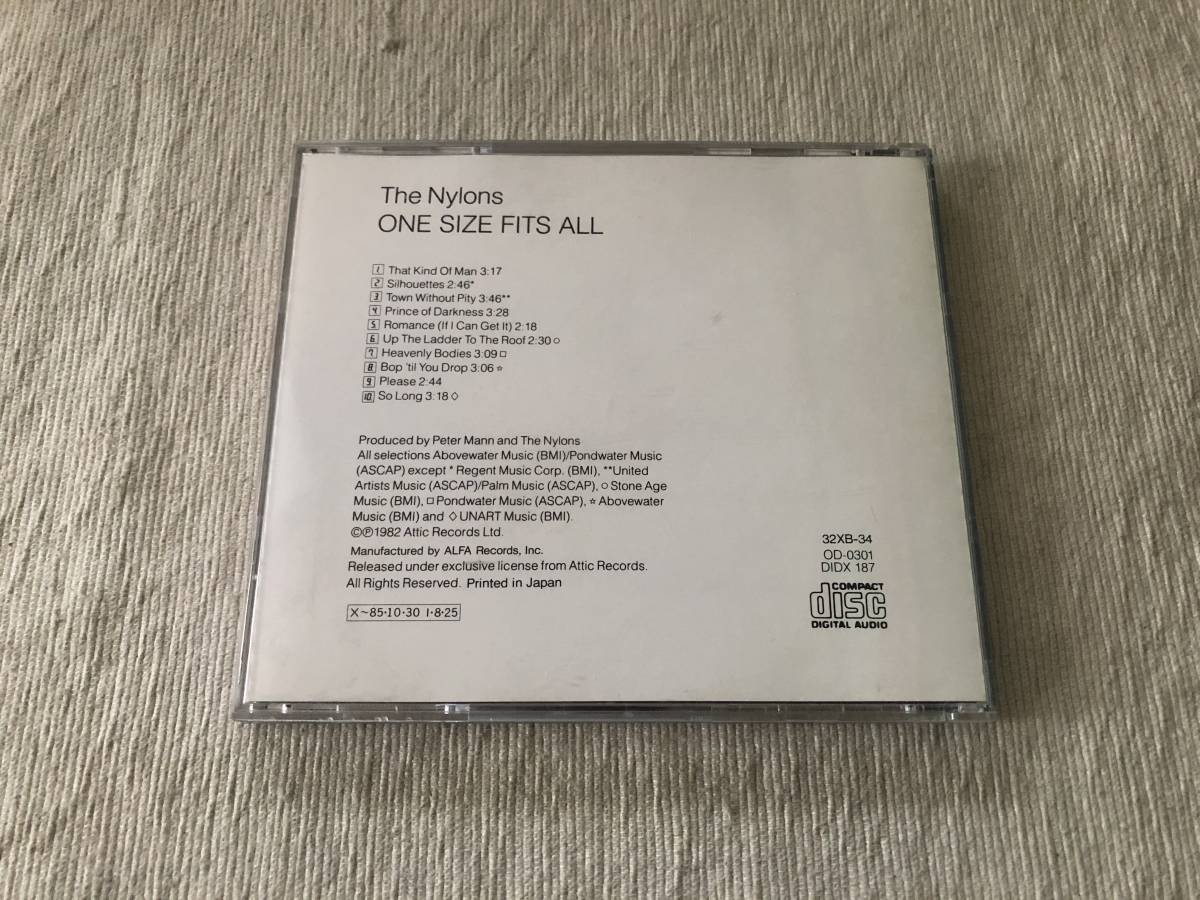 The Nylons
ONE SIZE FITS ALL
1 That Kind Of Man 3:17
2 Silhouettes 2:46*
3 Town Without Pity 3:46**
4 Prince of Darkness 3:28
5 Romance (If I Can Get It) 2:18
6 Up The Ladder To The Roof 2:30○
7 Heavenly Bodies 3:09□
8 Bop 'til You Drop 3:06☆
9 Please 2:44
10 So Long 3:18◇
Produced by Peter Mann and The Nylons
All selections Abovewater Music (BMI)/Pondwater Music
(ASCAP) except * Regent Music Corp. (BMI), **United
Artists Music (ASCAP)/Palm Music (ASCAP), ○ Stone Age
Music (BMI), □ Pondwater Music (ASCAP), ☆ Abovewater
Music (BMI) and ◇ UNART Music (BMI).
©℗1982 Attic Records Ltd.
Manufactured by ALFA Records, Inc.
Released under exclusive license from Attic Records.
All Rights Reserved. Printed in Japan
X~85·10·30 1·8·25
32XB-34
OD-0301
DIDX 187
COMPACT
disc
DIGITAL AUDIO